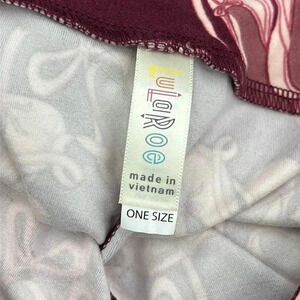 LuLaRoe
made in
vietnam
ONE SIZE